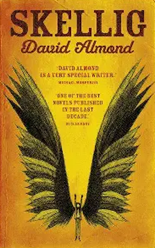 SKELLIG
David Almond
'DAVID ALMOND
IS A VERY SPECIAL WRITER.'
'ONE OF THE BEST
NOVELS PUBLISHED
IN THE LAST
DECADE.'